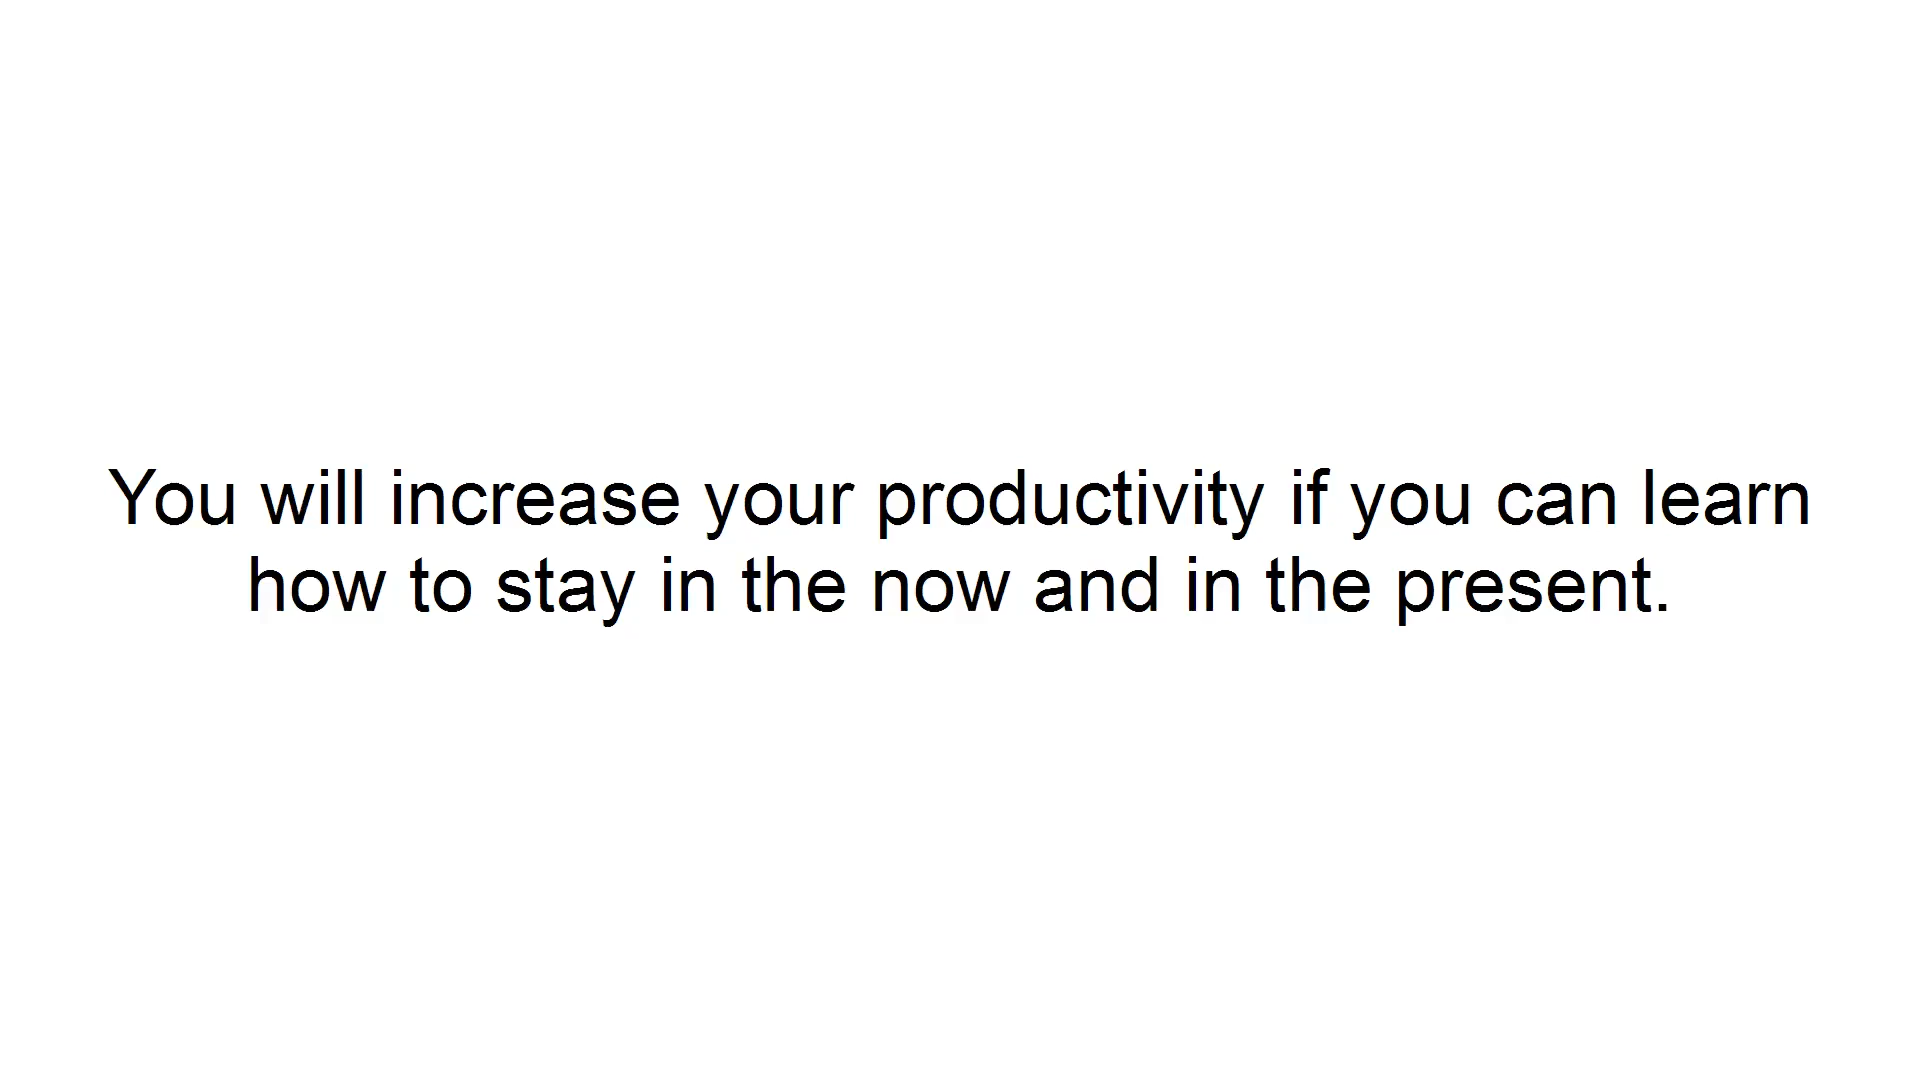 You will increase your productivity if you can learn
how to stay in the now and in the present.